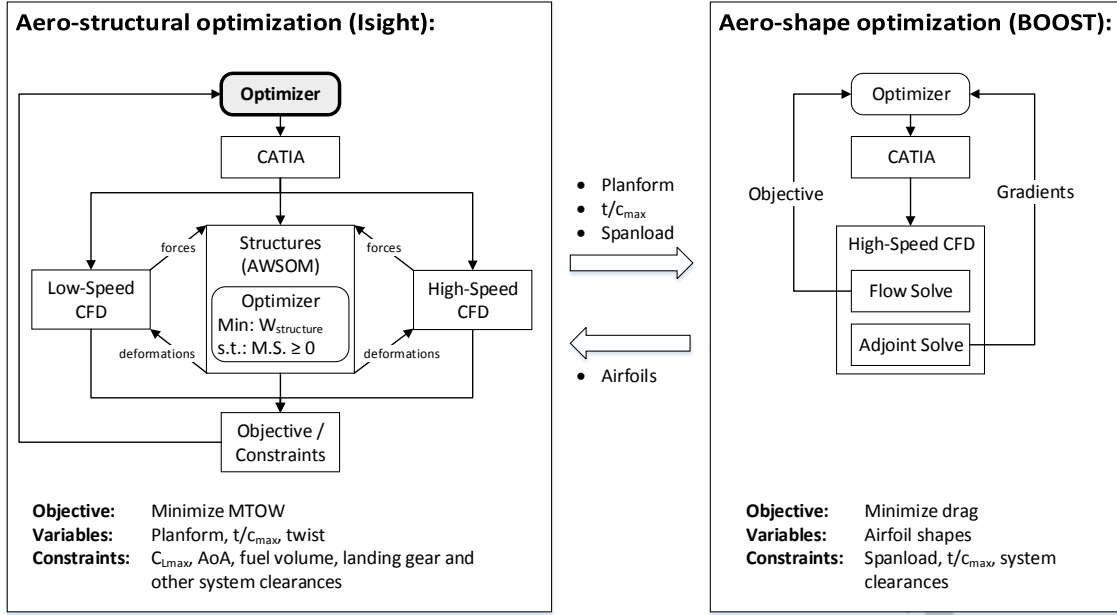 Aero-structural optimization (Isight):
Optimizer
CATIA
forces
Structures
(AWSOM)
forces
Low-Speed
CFD
Optimizer
Min: Wstructure
s.t.: M.S. ≥ 0
High-Speed
CFD
deformations
deformations
Objective /
Constraints
Objective: Minimize MTOW
Variables: Planform, t/cmax, twist
Constraints: CLmax, AoA, fuel volume, landing gear and
other system clearances
• Planform
• t/cmax
• Spanload
• Airfoils
Aero-shape optimization (BOOST):
Optimizer
CATIA
Objective
Gradients
High-Speed CFD
Flow Solve
Adjoint Solve
Objective: Minimize drag
Variables: Airfoil shapes
Constraints: Spanload, t/cmax, system
clearances